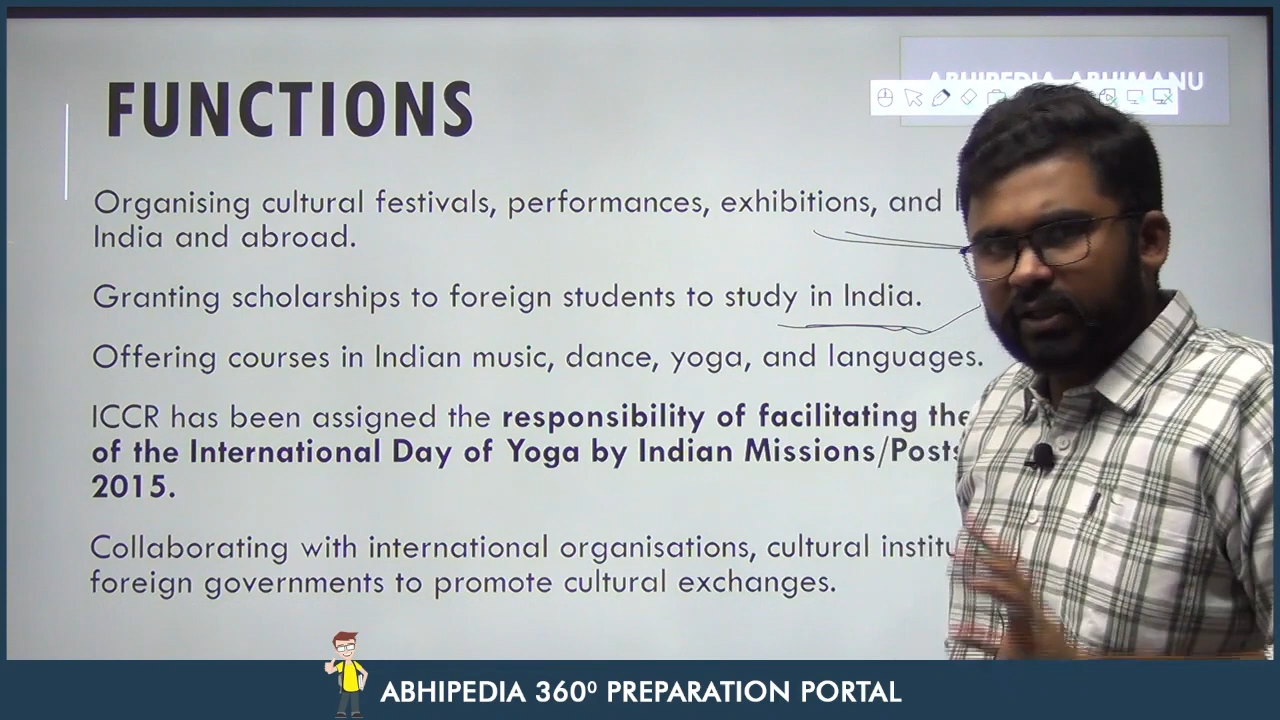 ABHIPEDIA ABHIMANU
FUNCTIONS
Organising cultural festivals, performances, exhibitions, and
India and abroad.
Granting scholarships to foreign students to study in India.
Offering courses in Indian music, dance, yoga, and languages.
ICCR has been assigned the responsibility of facilitating the
of the International Day of Yoga by Indian Missions/Posts
2015.
Collaborating with international organisations, cultural
foreign governments to promote cultural exchanges.
ABHIPEDIA 360⁰ PREPARATION PORTAL